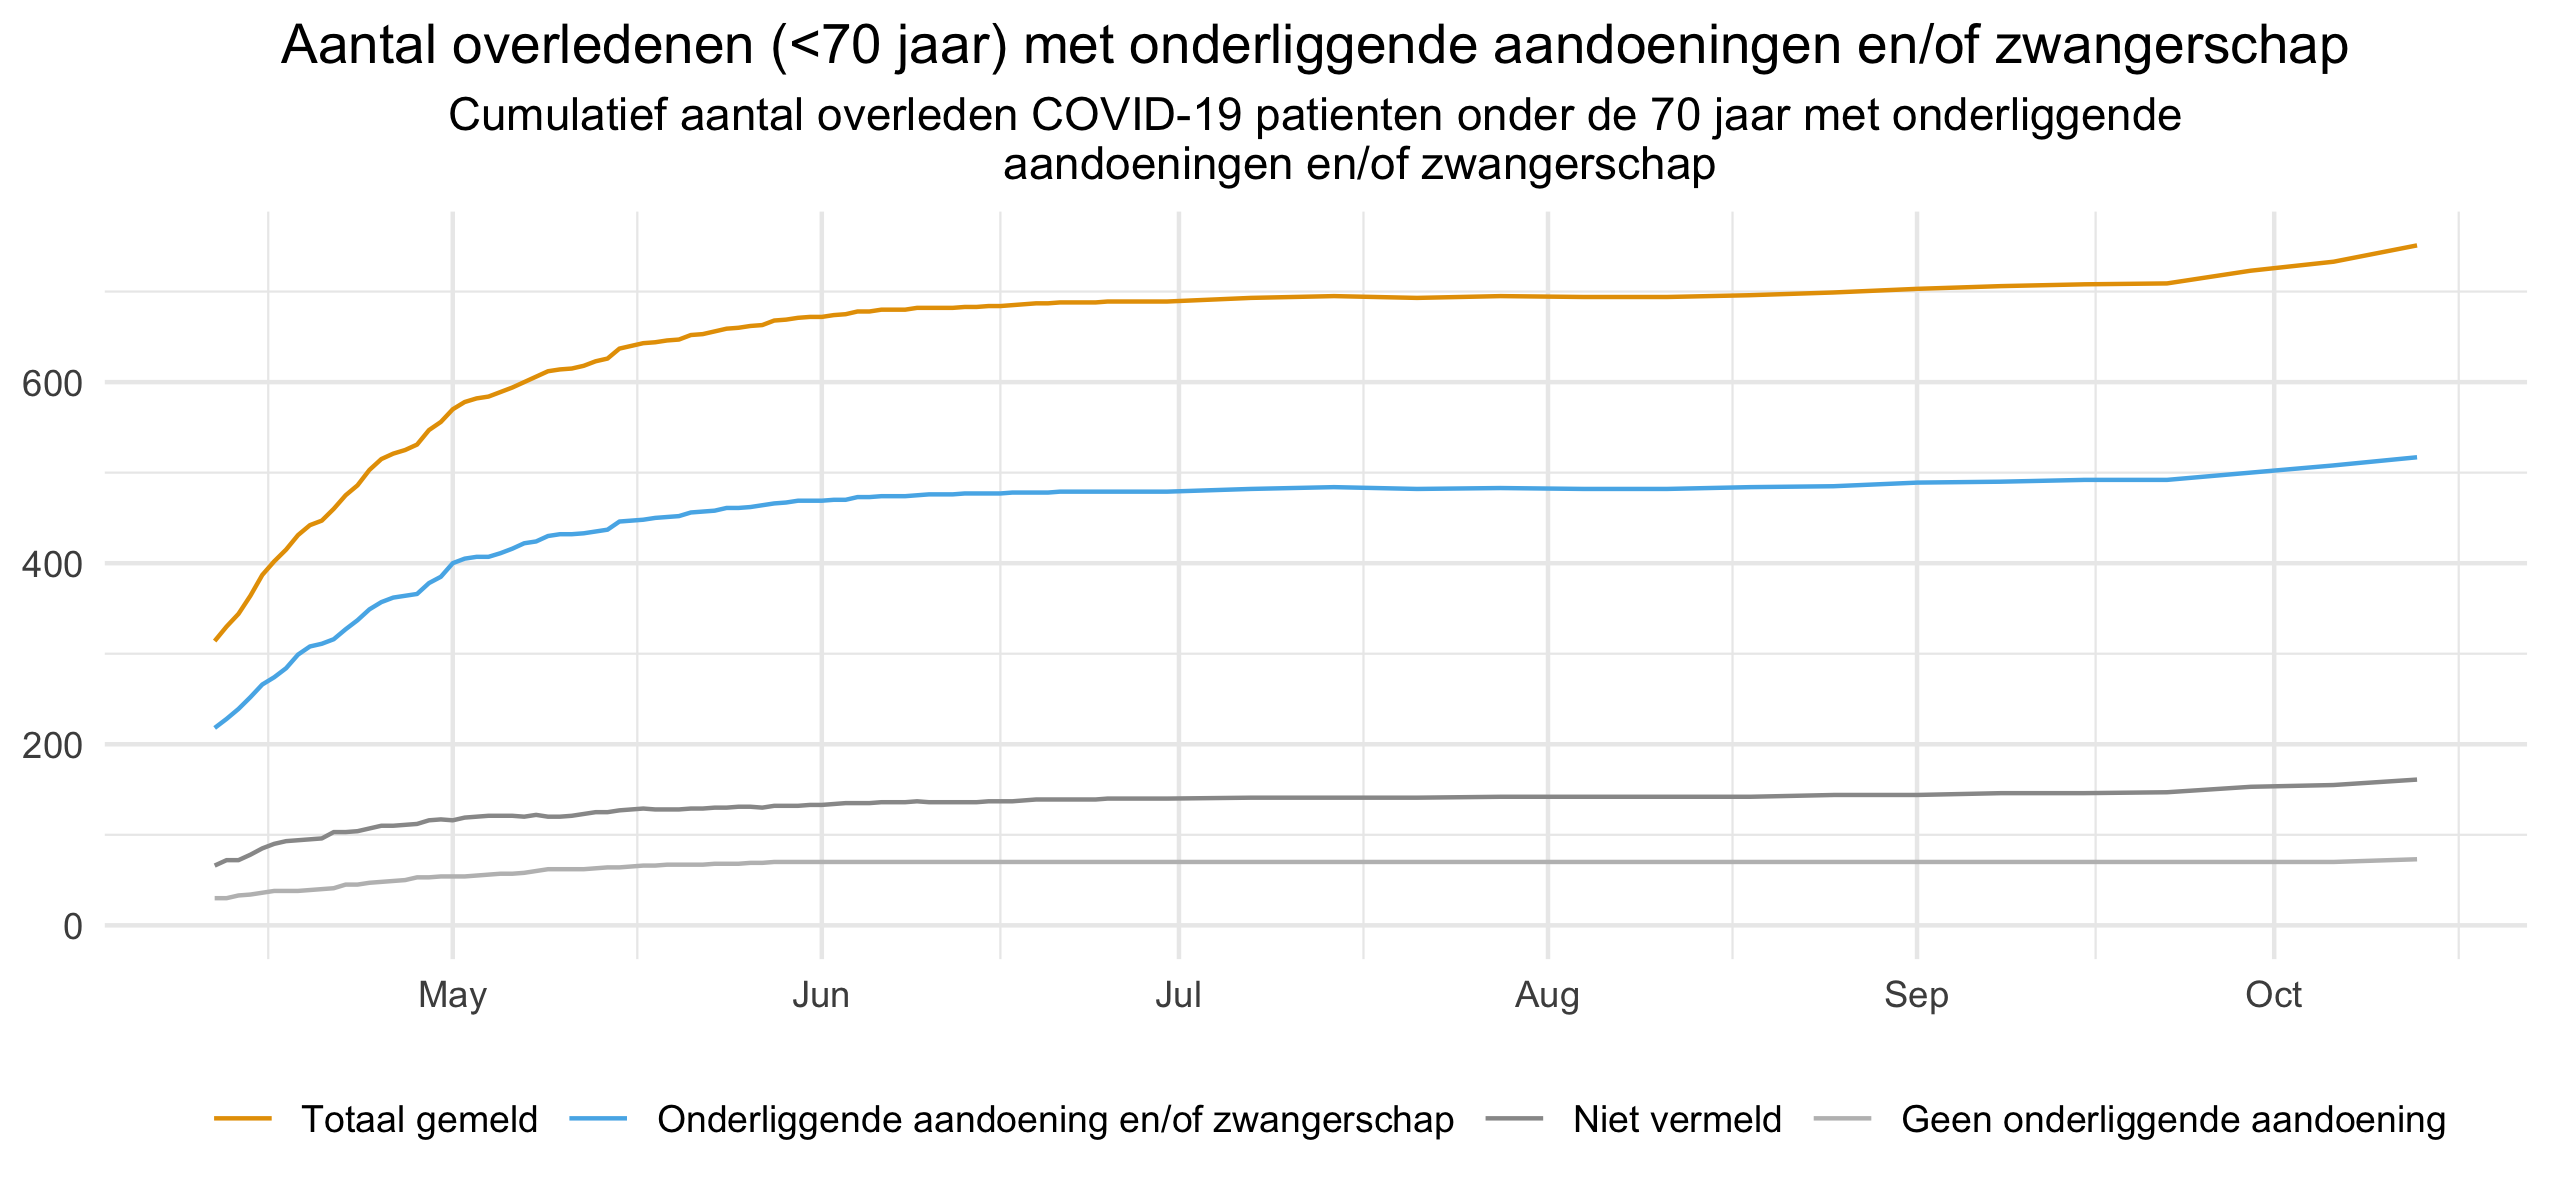 Aantal overledenen (<70 jaar) met onderliggende aandoeningen en/of zwangerschap
Cumulatief aantal overleden COVID-19 patienten onder de 70 jaar met onderliggende
aandoeningen en/of zwangerschap
600
400
200
0
May Jun Jul Aug Sep Oct
Totaal gemeld Onderliggende aandoening en/of zwangerschap Niet vermeld Geen onderliggende aandoening